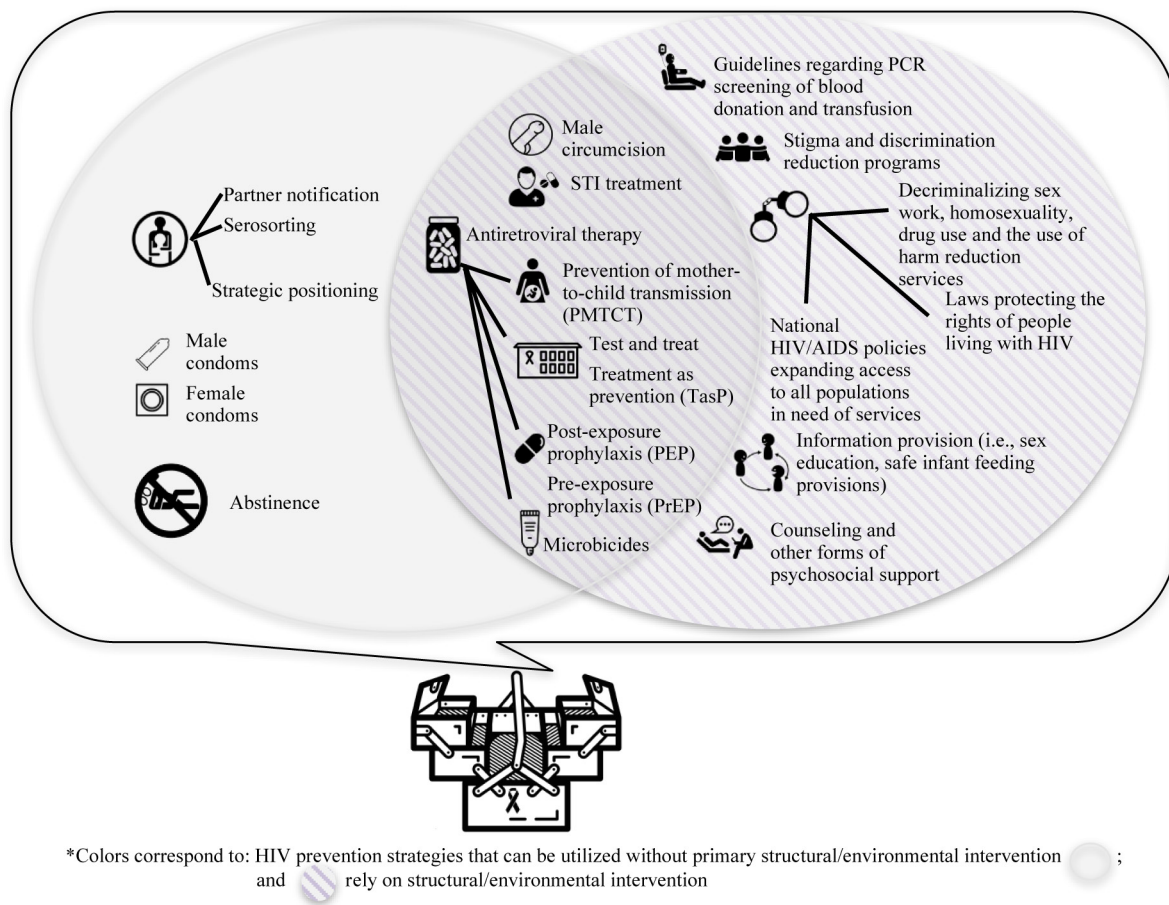 Partner notification
Serosorting
Strategic positioning
Male
condoms
Female
condoms
Abstinence
Male
circumcision
STI treatment
Antiretroviral therapy
Prevention of mother-
to-child transmission
(PMTCT)
Test and treat
Treatment as
prevention (TasP)
Post-exposure
prophylaxis (PEP)
Pre-exposure
prophylaxis (PrEP)
Microbicides
Guidelines regarding PCR
screening of blood
donation and transfusion
Stigma and discrimination
reduction programs
Decriminalizing sex
work, homosexuality,
drug use and the use of
harm reduction
services
Laws protecting the
rights of people
living with HIV
National
HIV/AIDS policies
expanding access
to all populations
in need of services
Information provision (i.e., sex
education, safe infant feeding
provisions)
Counseling and
other forms of
psychosocial support
*Colors correspond to: HIV prevention strategies that can be utilized without primary structural/environmental intervention ;
and rely on structural/environmental intervention